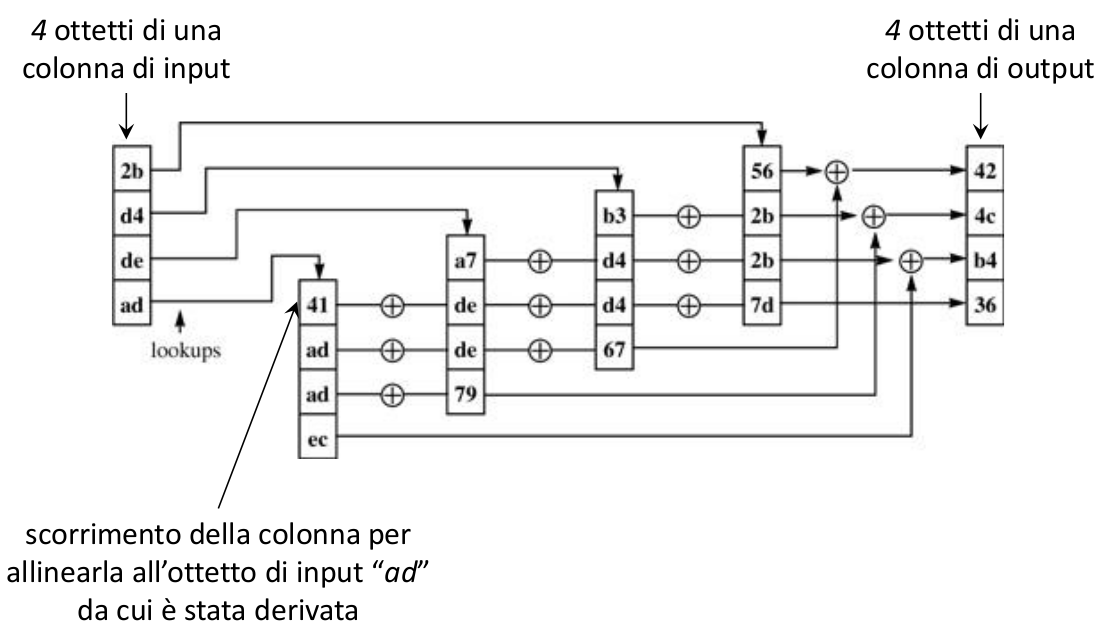 4 ottetti di una
colonna di input
4 ottetti di una
colonna di output
2b
d4
de
ad
lookups
41
ad
ad
ec
a7
de
de
79
b3
d4
d4
67
56
2b
2b
7d
42
4c
b4
36
scorrimento della colonna per
allinearla all’ottetto di input “ad”
da cui è stata derivata